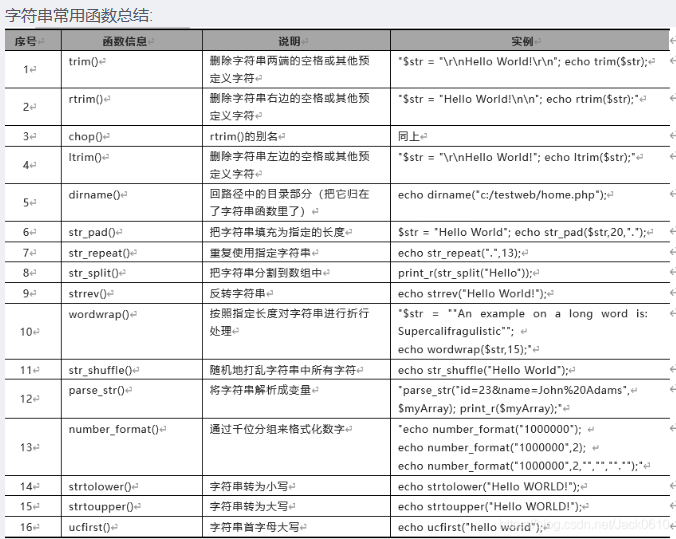 字符串常用函数总结:
序号 函数信息 说明 实例
1 trim() 删除字符串两端的空格或其他预 "$str = "\r\nHello World!\r\n"; echo trim($str);
定义字符
2 rtrim() 删除字符串右边的空格或其他预 "$str = "Hello World!\n\n"; echo rtrim($str);"
定义字符
3 chop() rtrim()的别名 同上
4 ltrim() 删除字符串左边的空格或其他预 "$str = "\r\nHello World!"; echo ltrim($str);"
定义字符
5 dirname() 回路径中的目录部分（把它归在 echo dirname("c:/testweb/home.php");
了字符串函数里了）
6 str_pad() 把字符串填充为指定的长度 $str = "Hello World"; echo str_pad($str,20,".");
7 str_repeat() 重复使用指定字符串 echo str_repeat(".",13);
8 str_split() 把字符串分割到数组中 print_r(str_split("Hello"));
9 strrev() 反转字符串 echo strrev("Hello World!");
10 wordwrap() 按照指定长度对字符串进行折行 "$str = ""An example on a long word is:
处理 Supercalifragulistic"";
echo wordwrap($str,15);"
11 str_shuffle() 随机地打乱字符串中所有字符 echo str_shuffle("Hello World");
12 parse_str() 将字符串解析成变量 "parse_str("id=23&name=John%20Adams",
$myArray); print_r($myArray);"
13 number_format() 通过千位分组来格式化数字 "echo number_format("1000000");
echo number_format("1000000",2);
echo number_format("1000000",2,"","",""."");"
14 strtolower() 字符串转为小写 echo strtolower("Hello WORLD!");
15 strtoupper() 字符串转为大写 echo strtoupper("Hello WORLD!");
16 ucfirst() 字符串首字母大写 echo ucfirst("hello world");